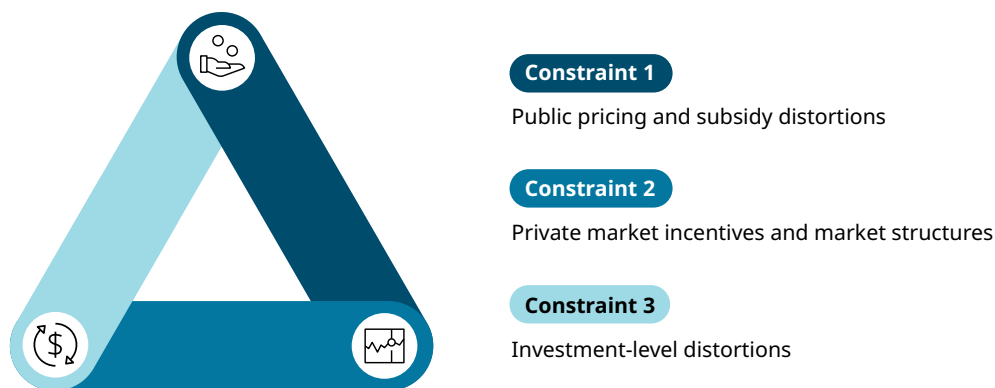 Constraint 1
Public pricing and subsidy distortions
Constraint 2
Private market incentives and market structures
Constraint 3
Investment-level distortions
$